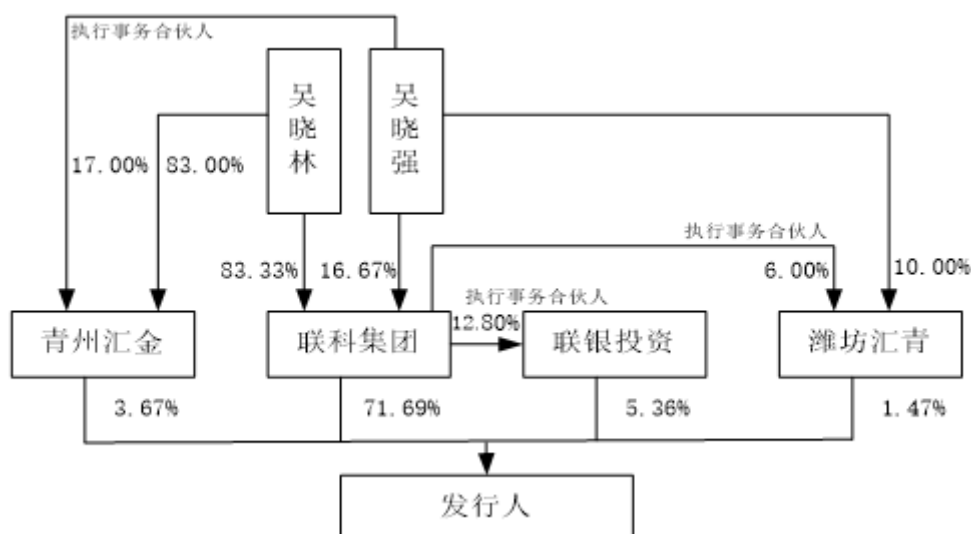 执行事务合伙人
吴晓林
吴晓强
17.00%
83.00%
执行事务合伙人
83.33%
16.67%
6.00%
10.00%
执行事务合伙人
12.80%
青州汇金
联科集团
联银投资
潍坊汇青
3.67%
71.69%
5.36%
1.47%
发行人